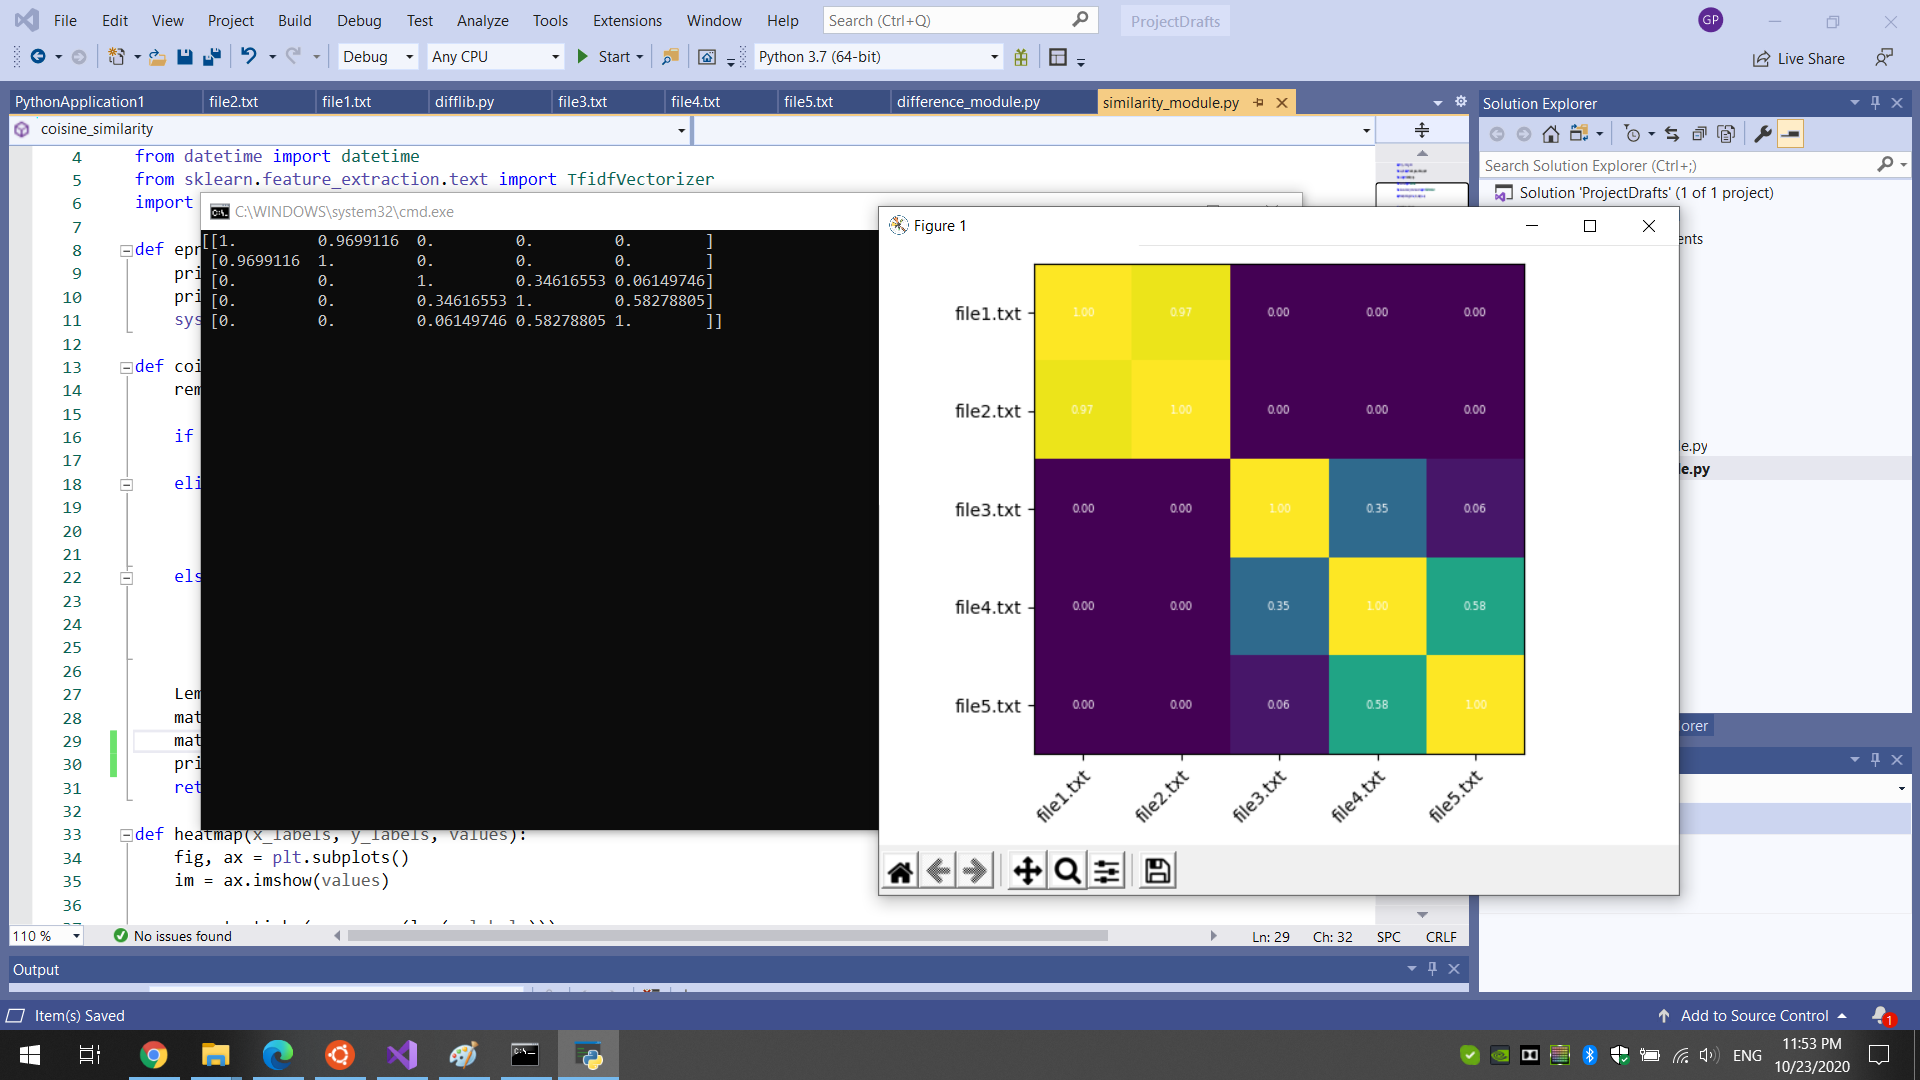 File Edit View Project Build Debug Test Analyze Tools Extensions Window Help Search (Ctrl+Q) ProjectDrafts GP
Debug Any CPU Start Python 3.7 (64-bit) Live Share
PythonApplication1 file2.txt file1.txt difflib.py file3.txt file4.txt file5.txt difference_module.py similarity_module.py
Solution Explorer
coisine_similarity
Search Solution Explorer (Ctrl+;)
Solution 'ProjectDrafts' (1 of 1 project)
ents
e.py
le.py
orer
4 from datetime import datetime
5 from sklearn.feature_extraction.text import TfidfVectorizer
6 import
7
8 def epr
9 pri
10 pri
11 sys
12
13 def coi
14 rem
15
16 if
17
18 eli
19
20
21
22 els
23
24
25
26
27 Lem
28 mat
29 mat
30 pri
31 ret
32
33 def heatmap(x_labels, y_labels, values):
34 fig, ax = plt.subplots()
35 im = ax.imshow(values)
36
C:\WINDOWS\system32\cmd.exe
[[1. 0.9699116 0. 0. 0. ]
[0.9699116 1. 0. 0. 0. ]
[0. 0. 1. 0.34616553 0.06149746]
[0. 0. 0.34616553 1. 0.58278805]
[0. 0. 0.06149746 0.58278805 1. ]]
Figure 1
file1.txt 1.00 0.97 0.00 0.00 0.00
file2.txt 0.97 1.00 0.00 0.00 0.00
file3.txt 0.00 0.00 1.00 0.35 0.06
file4.txt 0.00 0.00 0.35 1.00 0.58
file5.txt 0.00 0.00 0.06 0.58 1.00
file1.txt file2.txt file3.txt file4.txt file5.txt
110 % No issues found Ln: 29 Ch: 32 SPC CRLF
Output
Item(s) Saved Add to Source Control 1
ENG 11:53 PM
10/23/2020